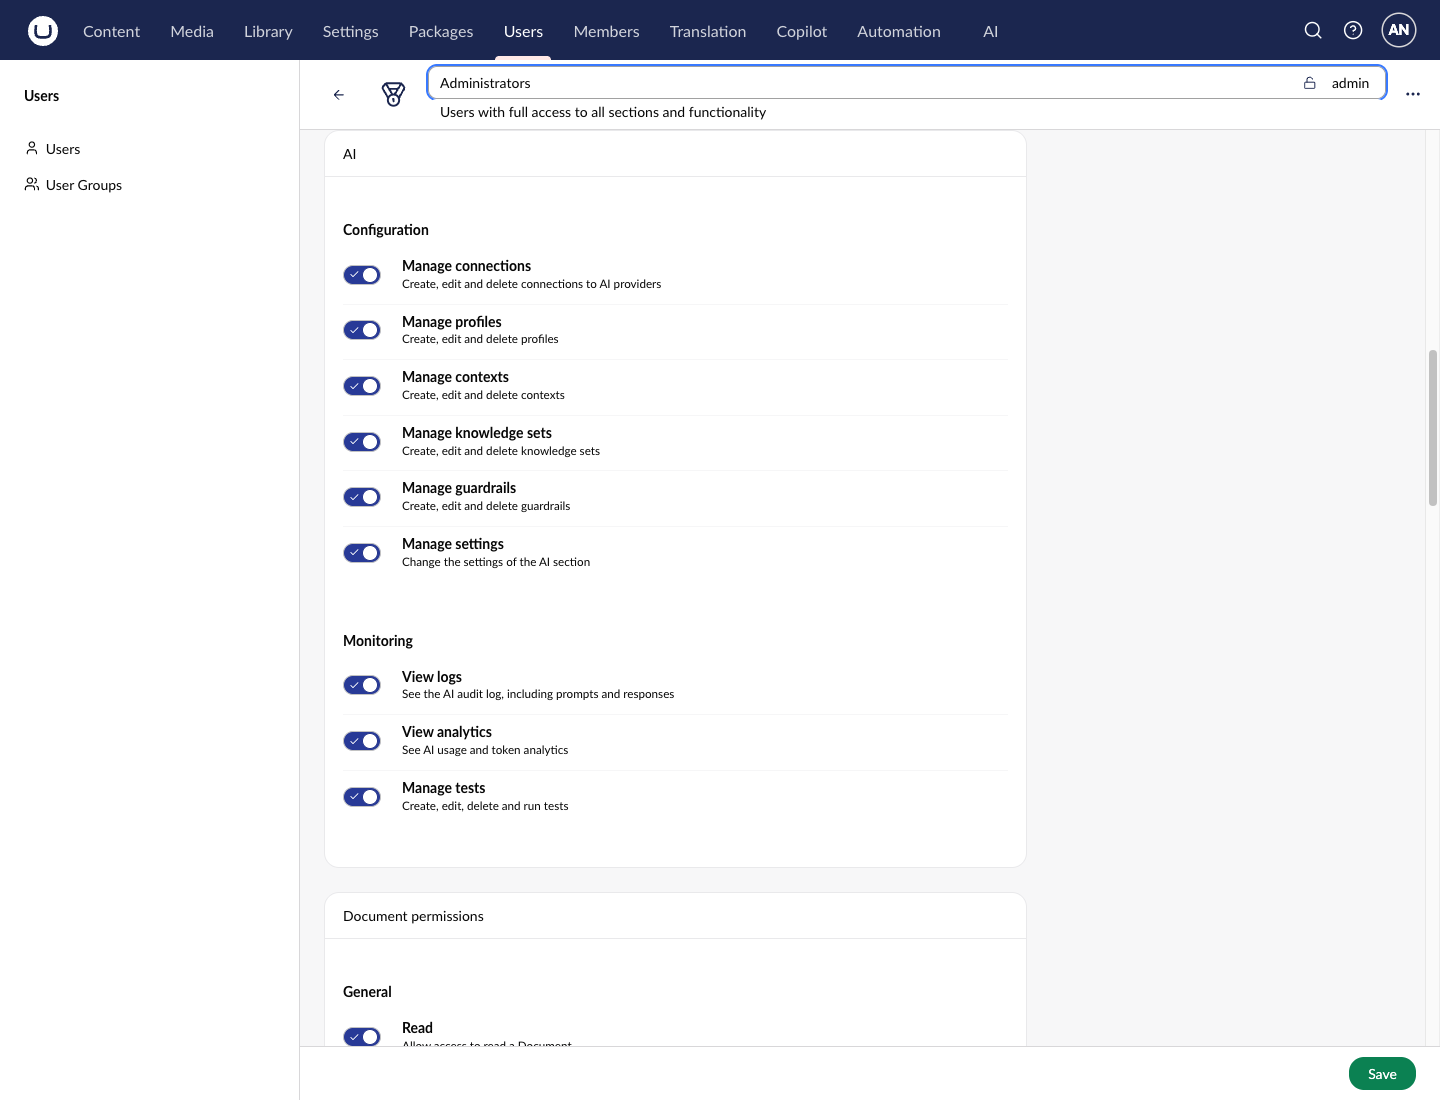 Content Media Library Settings Packages Users Members Translation Copilot Automation AI AN
Users
Users
User Groups
Administrators admin
Users with full access to all sections and functionality
AI
Configuration
Manage connections
Create, edit and delete connections to AI providers
Manage profiles
Create, edit and delete profiles
Manage contexts
Create, edit and delete contexts
Manage knowledge sets
Create, edit and delete knowledge sets
Manage guardrails
Create, edit and delete guardrails
Manage settings
Change the settings of the AI section
Monitoring
View logs
See the AI audit log, including prompts and responses
View analytics
See AI usage and token analytics
Manage tests
Create, edit, delete and run tests
Document permissions
General
Read
Allow access to read a Document
Save